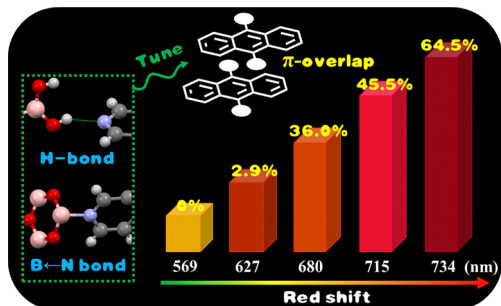 Tune
π-overlap
H-bond
B←N bond
0%
2.9%
36.0%
45.5%
64.5%
569 627 680 715 734 (nm)
Red shift